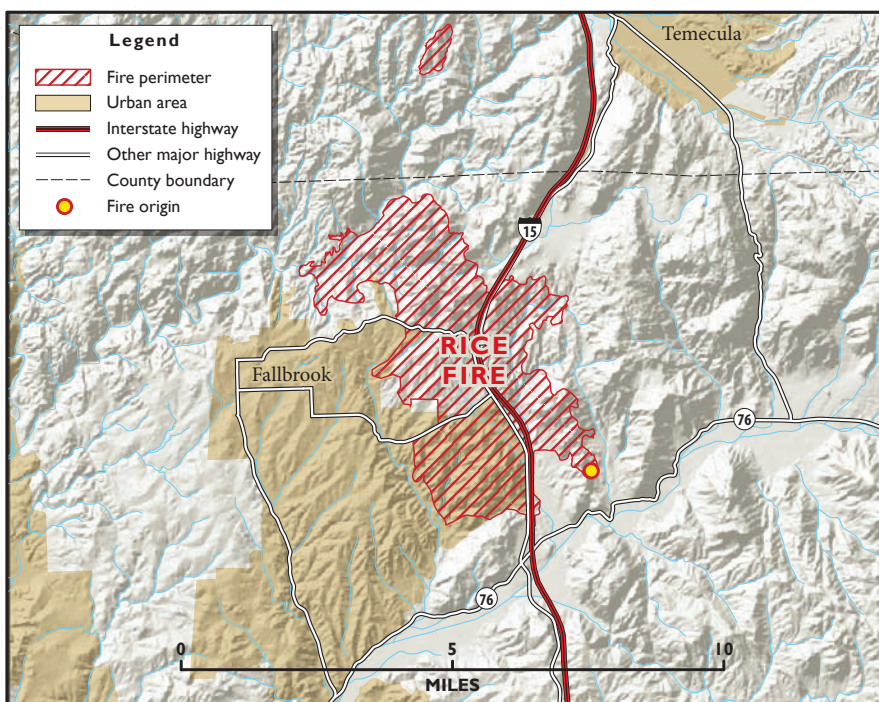 Legend
Fire perimeter
Urban area
Interstate highway
Other major highway
County boundary
Fire origin
Temecula
15
RICE
FIRE
Fallbrook
76
76
0 5 10
MILES